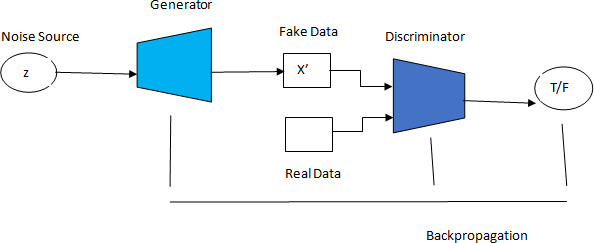 Generator
Noise Source
Fake Data
Discriminator
z
X’
T/F
Real Data
Backpropagation